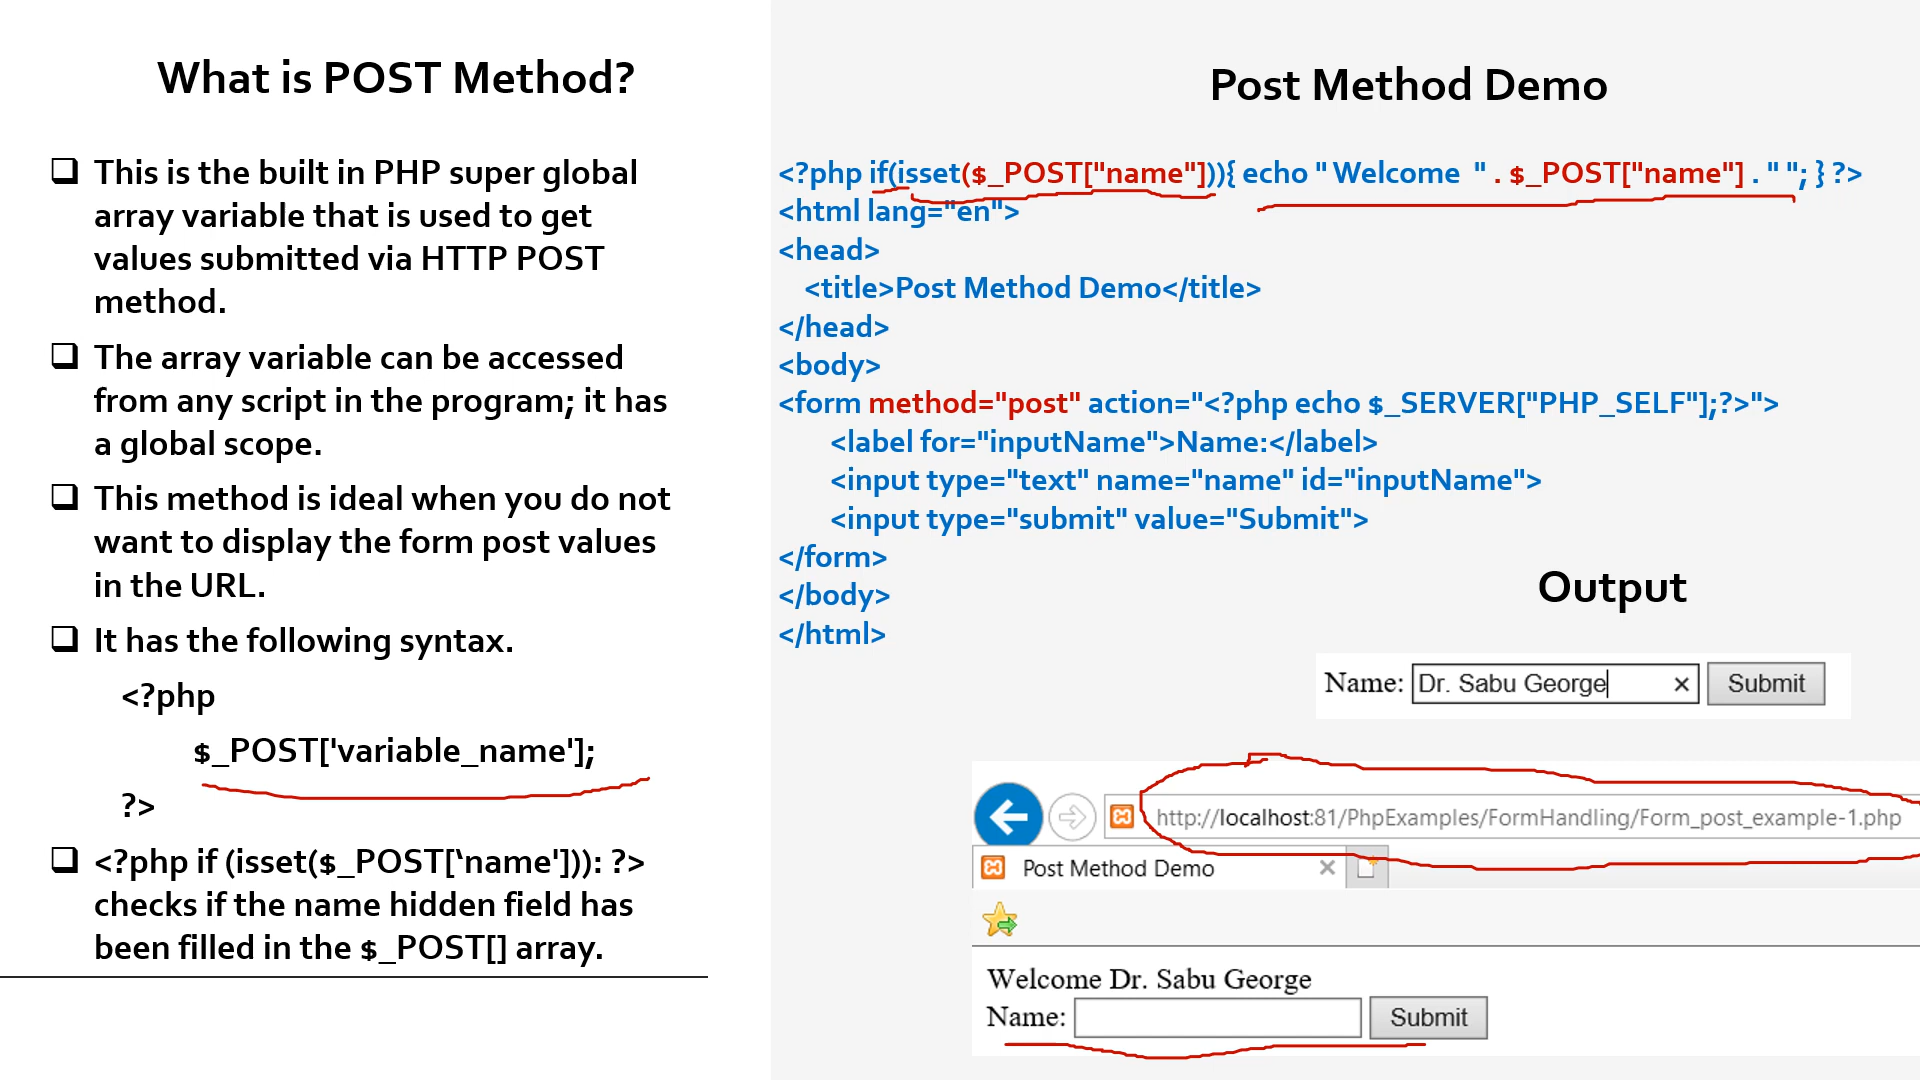 What is POST Method?
❑ This is the built in PHP super global
array variable that is used to get
values submitted via HTTP POST
method.
❑ The array variable can be accessed
from any script in the program; it has
a global scope.
❑ This method is ideal when you do not
want to display the form post values
in the URL.
❑ It has the following syntax.
<?php
$_POST['variable_name'];
?>
❑ <?php if (isset($_POST[‘name'])): ?>
checks if the name hidden field has
been filled in the $_POST[] array.
Post Method Demo
<?php if(isset($_POST["name"])){ echo " Welcome  " . $_POST["name"] . " "; } ?>
<html lang="en">
<head>
<title>Post Method Demo</title>
</head>
<body>
<form method="post" action="<?php echo $_SERVER["PHP_SELF"];?>">
<label for="inputName">Name:</label>
<input type="text" name="name" id="inputName">
<input type="submit" value="Submit">
</form>
</body>
</html>
Output
Name: Dr. Sabu George × Submit
http://localhost:81/PhpExamples/FormHandling/Form_post_example-1.php
Post Method Demo ×
Welcome Dr. Sabu George
Name: Submit